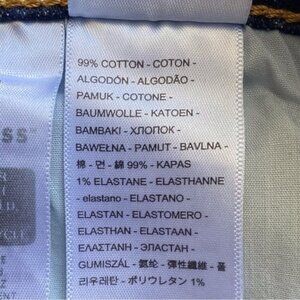 99% COTTON - COTON -
ALGODÓN - ALGODÃO -
PAMUK - COTONE -
BAUMWOLLE - KATOEN -
BAMBAKI - ХЛОПОК -
BAWEŁNA - PAMUT - BAVLNA -
棉 - 면 - 綿 99% - KAPAS
1% ELASTANE - ELASTHANNE
- elastano - ELASTANO -
ELASTAN - ELASTOMERO -
ELASTHAN - ELASTAAN -
ΕΛΑΣΤΑΝΗ - ЭЛАСТАН -
GUMISZÁL - 氨纶 - 彈性纖維 - 폴
리우레탄 - ポリウレタン 1%
SS™